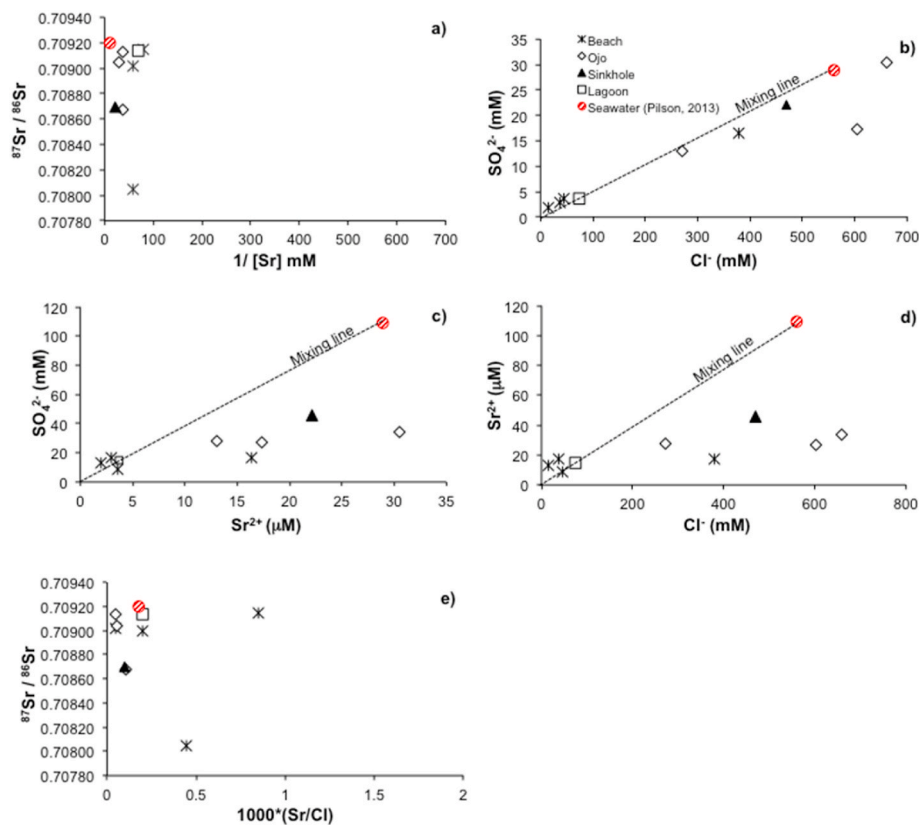 a)
0.70940
0.70920
0.70900
0.70880
0.70860
0.70840
0.70820
0.70800
0.70780
⁸⁷Sr / ⁸⁶Sr
0 100 200 300 400 500 600 700
1/ [Sr] mM
b)
35
30
25
20
15
10
5
0
SO₄²⁻ (mM)
Beach
Ojo
Sinkhole
Lagoon
Seawater (Pilson, 2013)
Mixing line
0 100 200 300 400 500 600 700
Cl⁻ (mM)
c)
120
100
80
60
40
20
0
SO₄²⁻ (mM)
Mixing line
0 5 10 15 20 25 30 35
Sr²⁺ (µM)
d)
120
100
80
60
40
20
0
Sr²⁺ (µM)
Mixing line
0 200 400 600 800
Cl⁻ (mM)
e)
0.70940
0.70920
0.70900
0.70880
0.70860
0.70840
0.70820
0.70800
0.70780
⁸⁷Sr / ⁸⁶Sr
0 0.5 1 1.5 2
1000*(Sr/Cl)